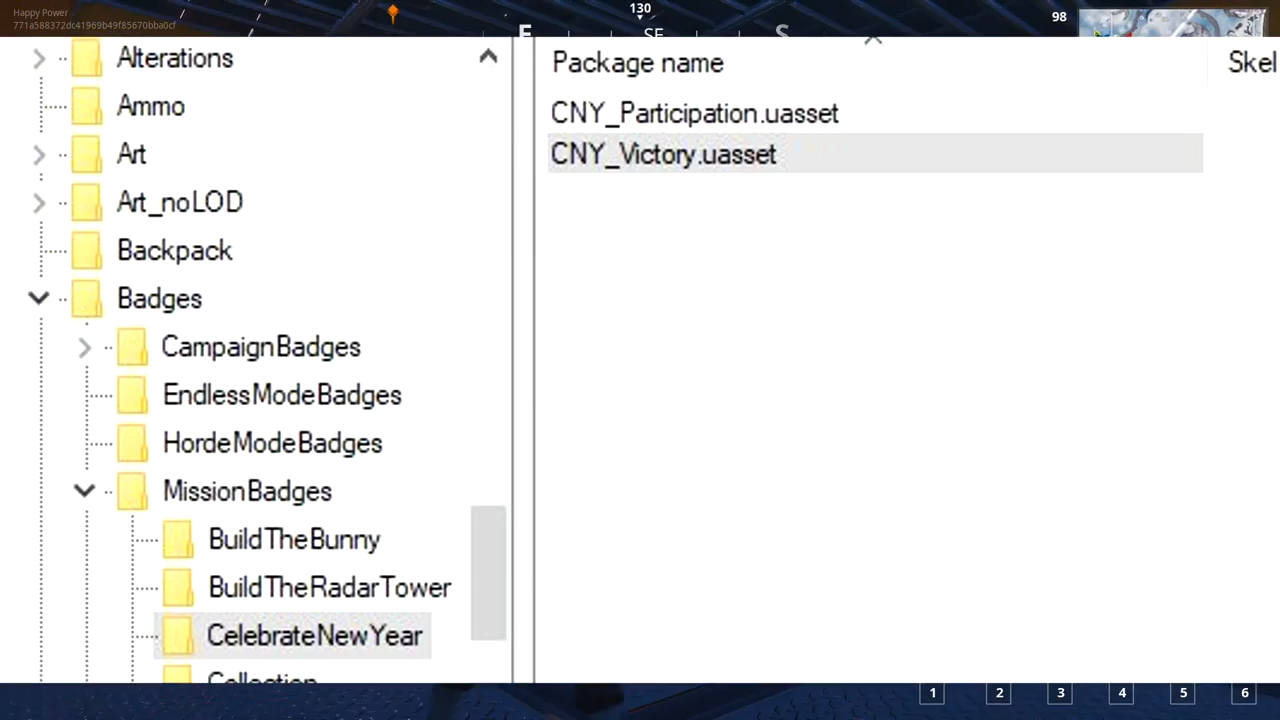 Happy Power
771a588372dc41969b49f85670bba0cf
130
98
E
SE
S
Alterations
Ammo
Art
Art_noLOD
Backpack
Badges
CampaignBadges
EndlessModeBadges
HordeModeBadges
MissionBadges
BuildTheBunny
BuildTheRadarTower
CelebrateNewYear
Collection
Package name
Skel
CNY_Participation.uasset
CNY_Victory.uasset
1 2 3 4 5 6